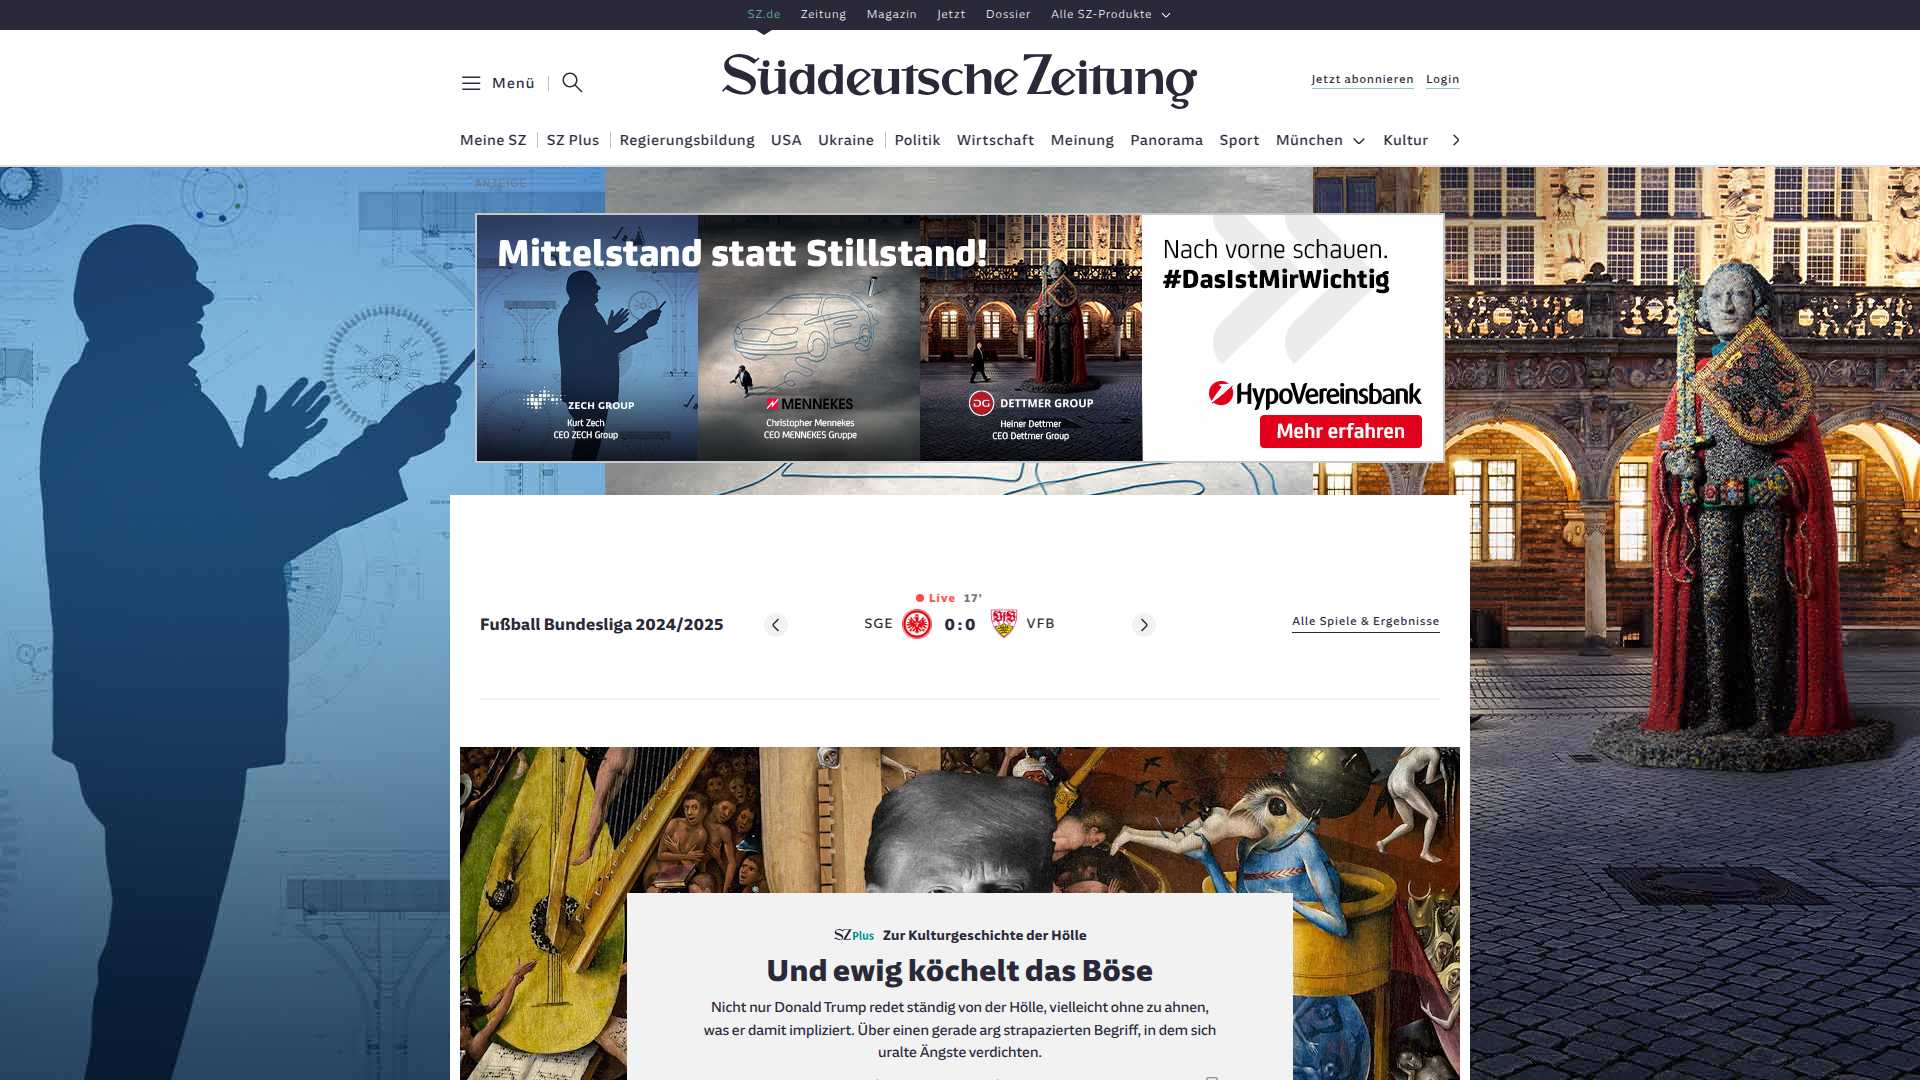 SZ.de Zeitung Magazin Jetzt Dossier Alle SZ-Produkte
Menü
Süddeutsche Zeitung
Jetzt abonnieren Login
Meine SZ SZ Plus Regierungsbildung USA Ukraine Politik Wirtschaft Meinung Panorama Sport München Kultur
ANZEIGE
Mittelstand statt Stillstand!
ZECH GROUP
Kurt Zech
CEO ZECH Group
MENNEKES
Christopher Mennekes
CEO MENNEKES Gruppe
DG DETTMER GROUP
Heiner Dettmer
CEO Dettmer Group
Nach vorne schauen.
#DasIstMirWichtig
HypoVereinsbank
Mehr erfahren
Live 17'
Fußball Bundesliga 2024/2025
SGE 0:0 VfB VFB
Alle Spiele & Ergebnisse
SZ Plus Zur Kulturgeschichte der Hölle
Und ewig köchelt das Böse
Nicht nur Donald Trump redet ständig von der Hölle, vielleicht ohne zu ahnen,
was er damit impliziert. Über einen gerade arg strapazierten Begriff, in dem sich
uralte Ängste verdichten.